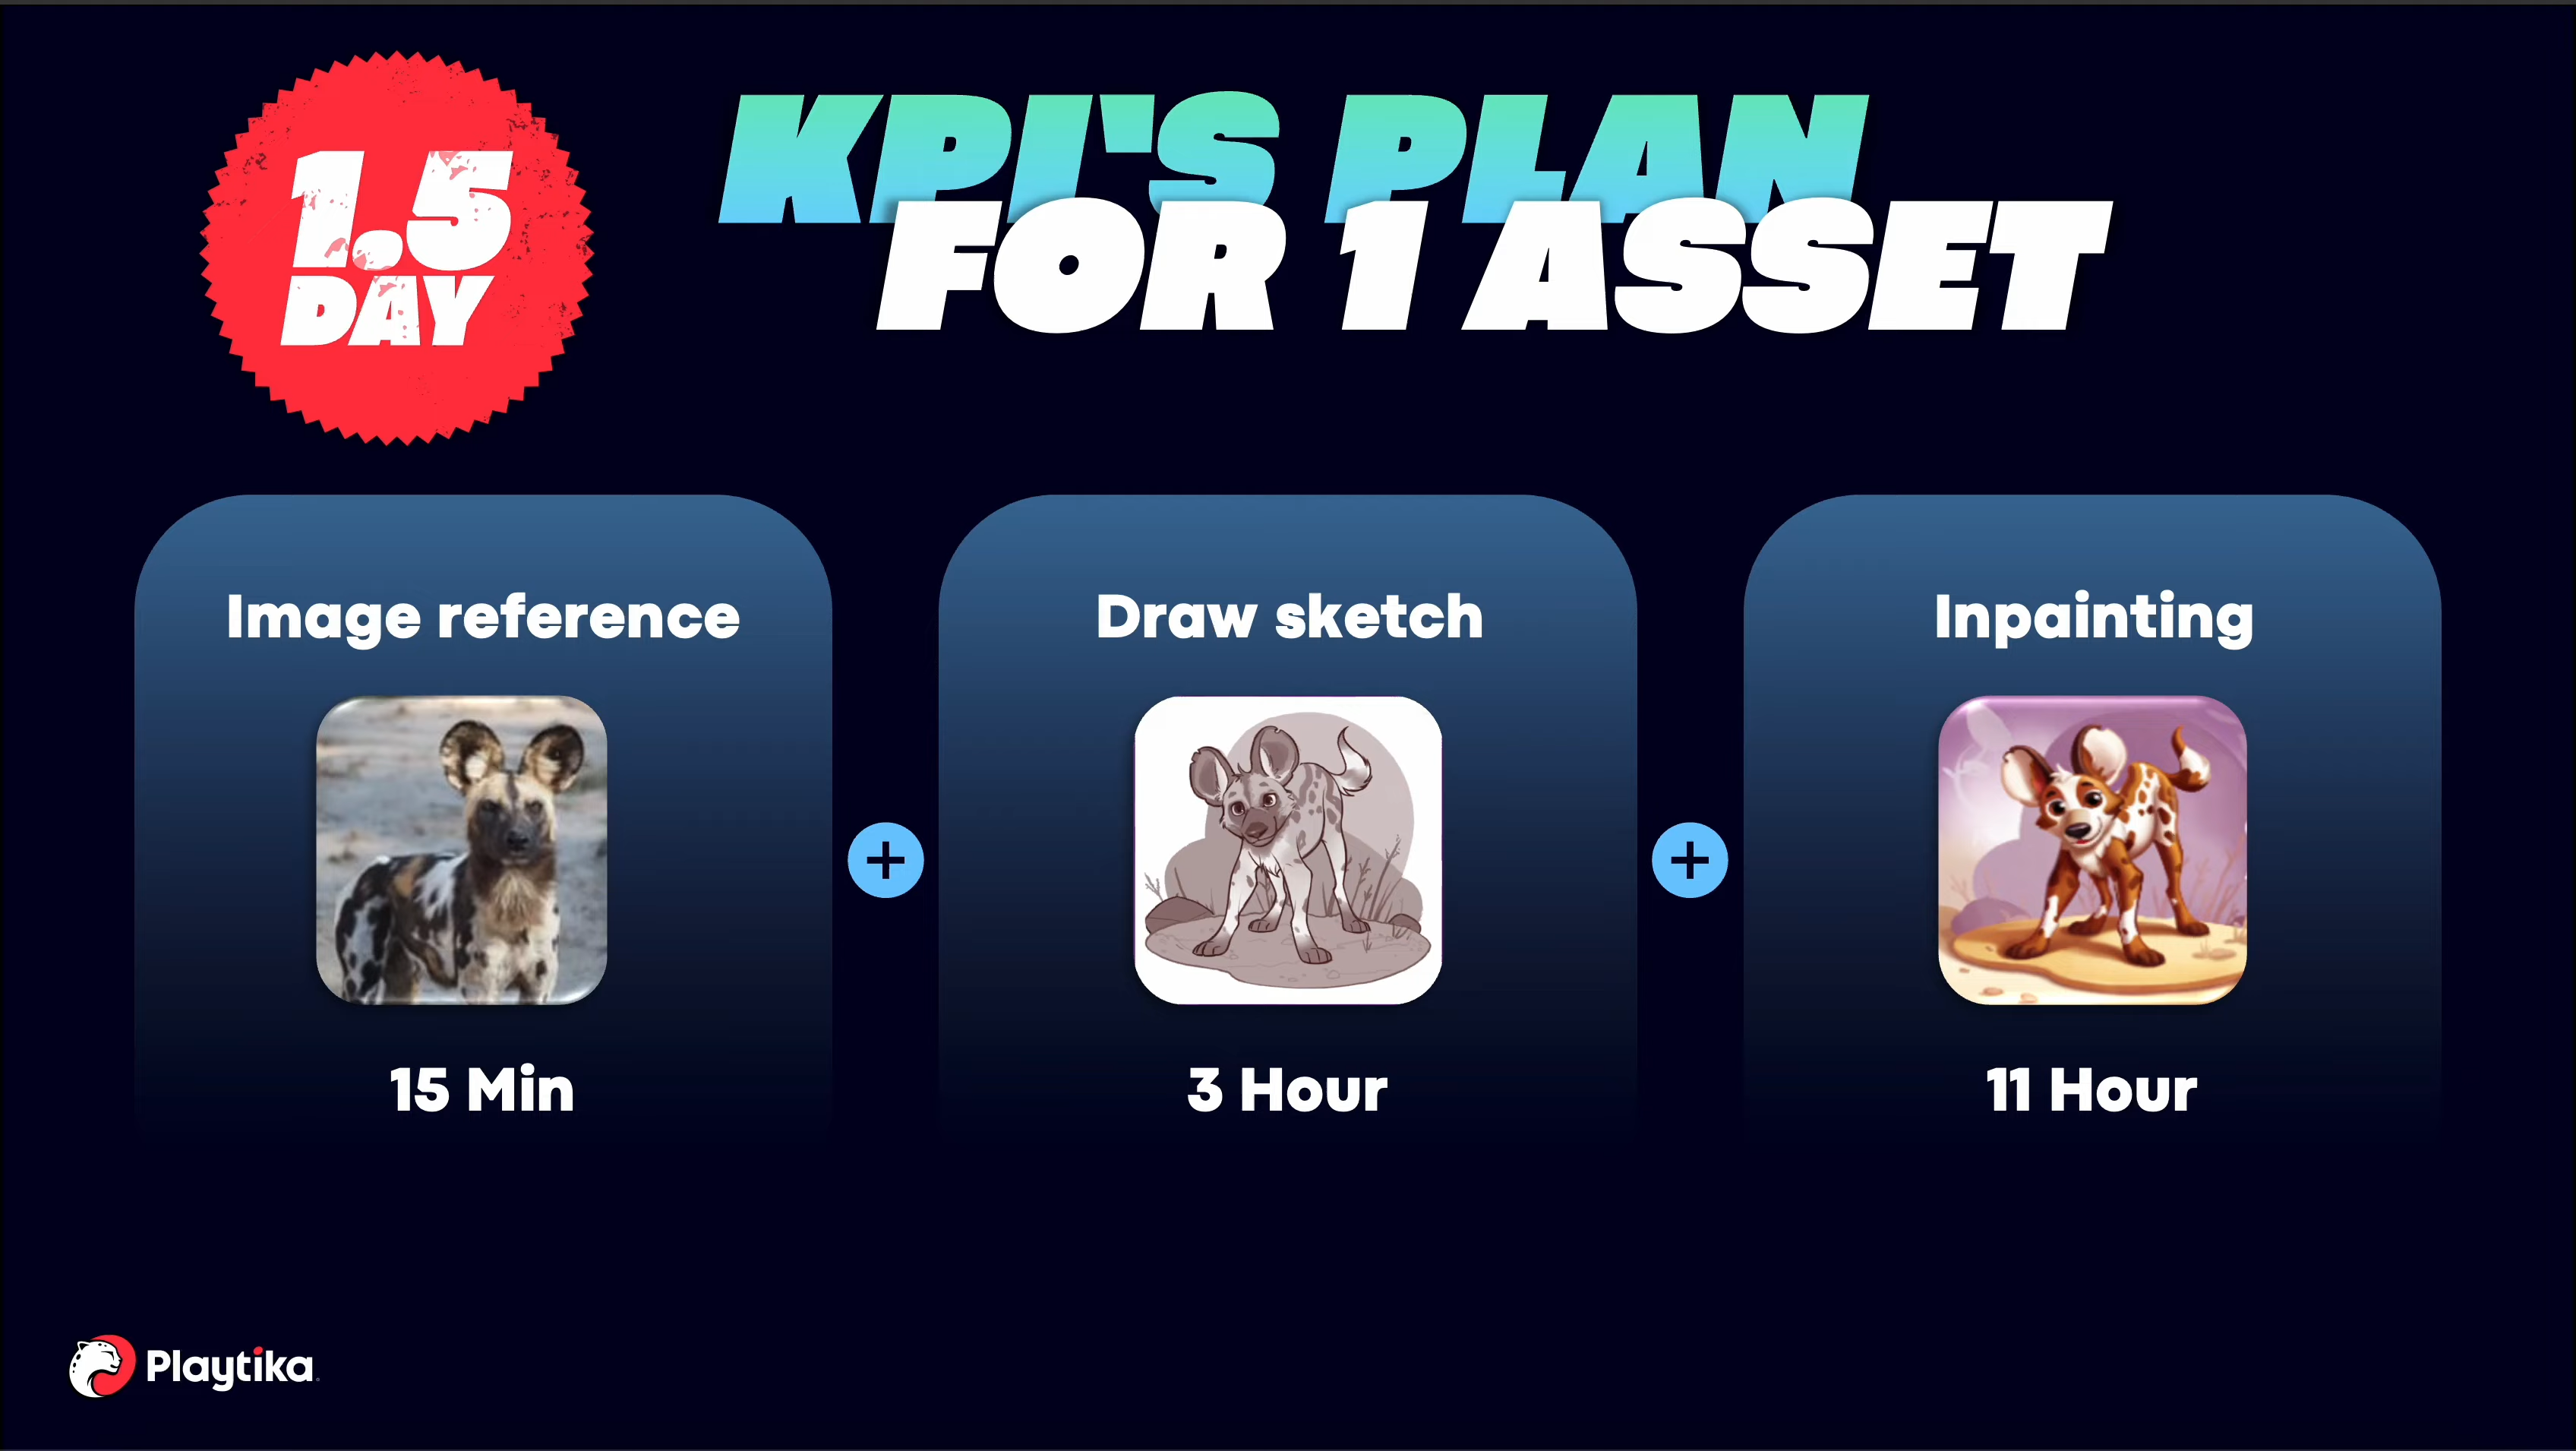 1.5
DAY
KPI'S PLAN
FOR 1 ASSET
Image reference
15 Min
+
Draw sketch
3 Hour
+
Inpainting
11 Hour
Playtika